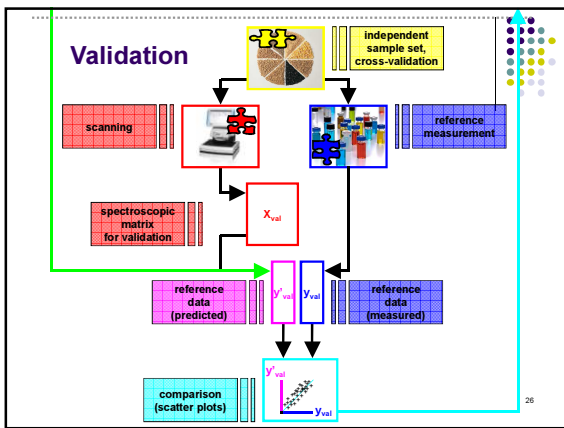 Validation
independent
sample set,
cross-validation
scanning
reference
measurement
spectroscopic
matrix
for validation
Xval
reference
data
(predicted)
y'val
yval
reference
data
(measured)
y'val
comparison
(scatter plots)
yval
26